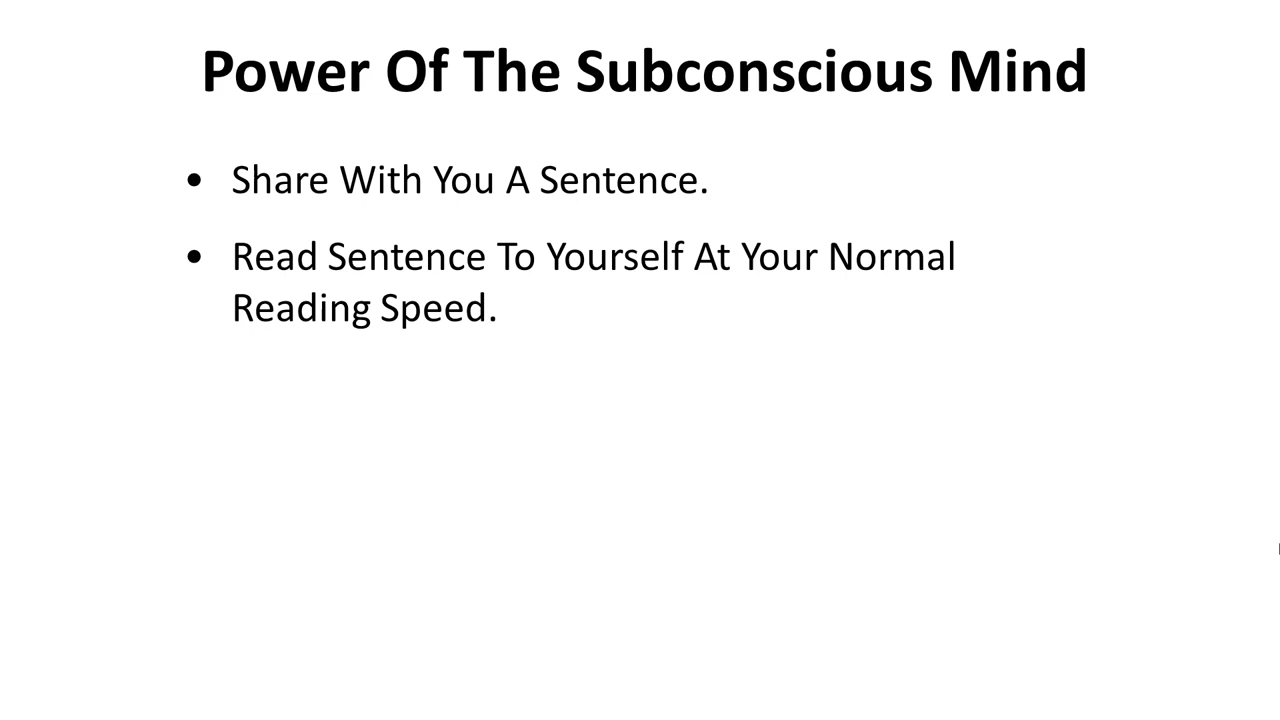 Power Of The Subconscious Mind
• Share With You A Sentence.
• Read Sentence To Yourself At Your Normal
Reading Speed.